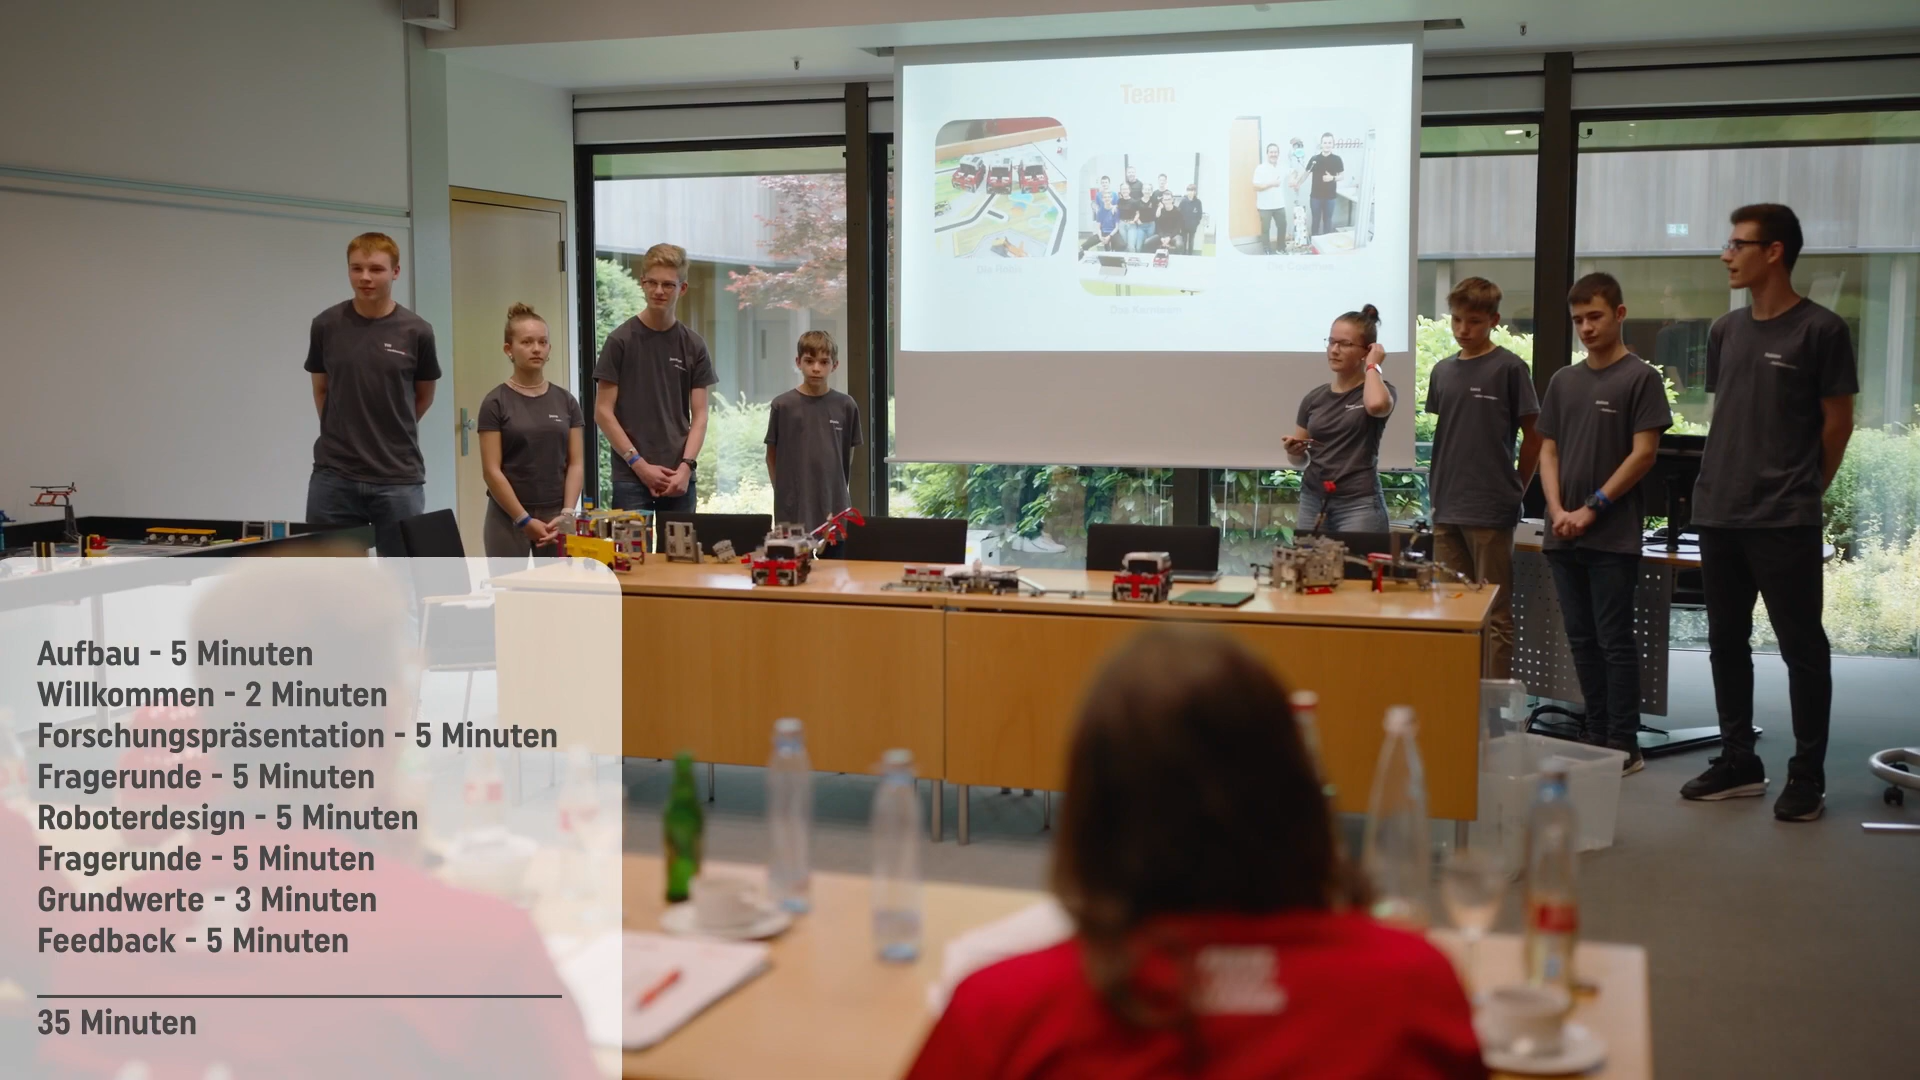 Team
Aufbau - 5 Minuten
Willkommen - 2 Minuten
Forschungspräsentation - 5 Minuten
Fragerunde - 5 Minuten
Roboterdesign - 5 Minuten
Fragerunde - 5 Minuten
Grundwerte - 3 Minuten
Feedback - 5 Minuten
35 Minuten